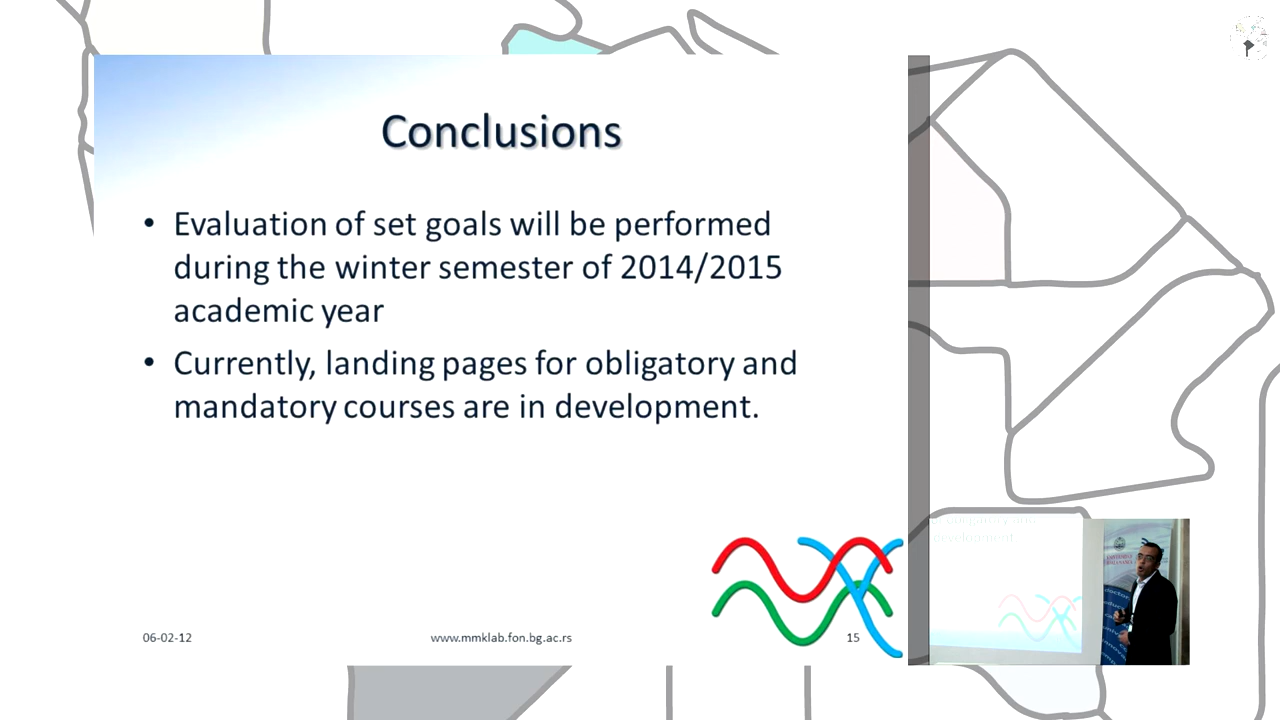 Conclusions
• Evaluation of set goals will be performed
during the winter semester of 2014/2015
academic year
• Currently, landing pages for obligatory and
mandatory courses are in development.
06-02-12
www.mmklab.fon.bg.ac.rs
15